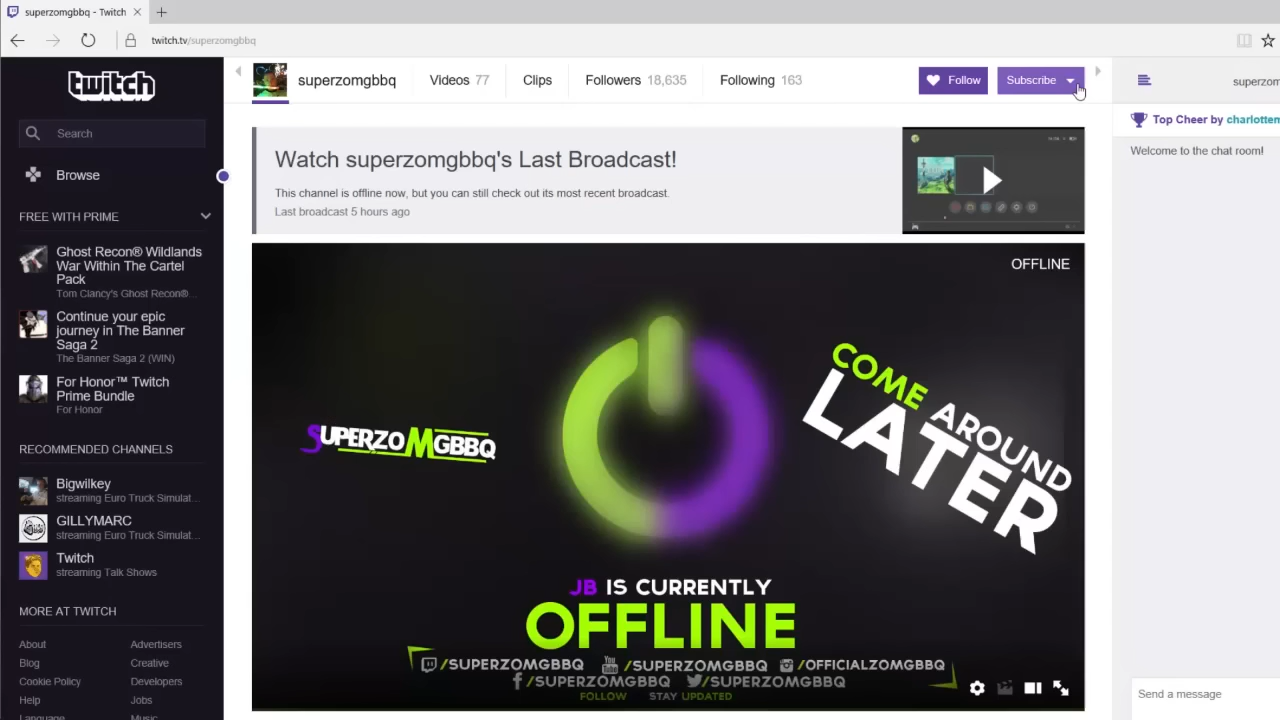 superzomgbbq - Twitch
twitch.tv/superzomgbbq
twitch
Search
Browse
FREE WITH PRIME
Ghost Recon® Wildlands
War Within The Cartel
Pack
Tom Clancy's Ghost Recon®...
Continue your epic
journey in The Banner
Saga 2
The Banner Saga 2 (WIN)
For Honor™ Twitch
Prime Bundle
For Honor
RECOMMENDED CHANNELS
Bigwilkey
streaming Euro Truck Simulat...
GILLYMARC
streaming Euro Truck Simulat...
Twitch
streaming Talk Shows
MORE AT TWITCH
About Advertisers
Blog Creative
Cookie Policy Developers
Help Jobs
Language Music
superzomgbbq Videos 77 Clips Followers 18,635 Following 163 Follow Subscribe
Watch superzomgbbq's Last Broadcast!
This channel is offline now, but you can still check out its most recent broadcast.
Last broadcast 5 hours ago
OFFLINE
SUPERZOMGBBQ
COME AROUND
LATER
JB IS CURRENTLY
OFFLINE
/SUPERZOMGBBQ You Tube /SUPERZOMGBBQ /OFFICIALZOMGBBQ
/SUPERZOMGBBQ /SUPERZOMGBBQ
FOLLOW STAY UPDATED
superzom
Top Cheer by charlottem
Welcome to the chat room!
Send a message